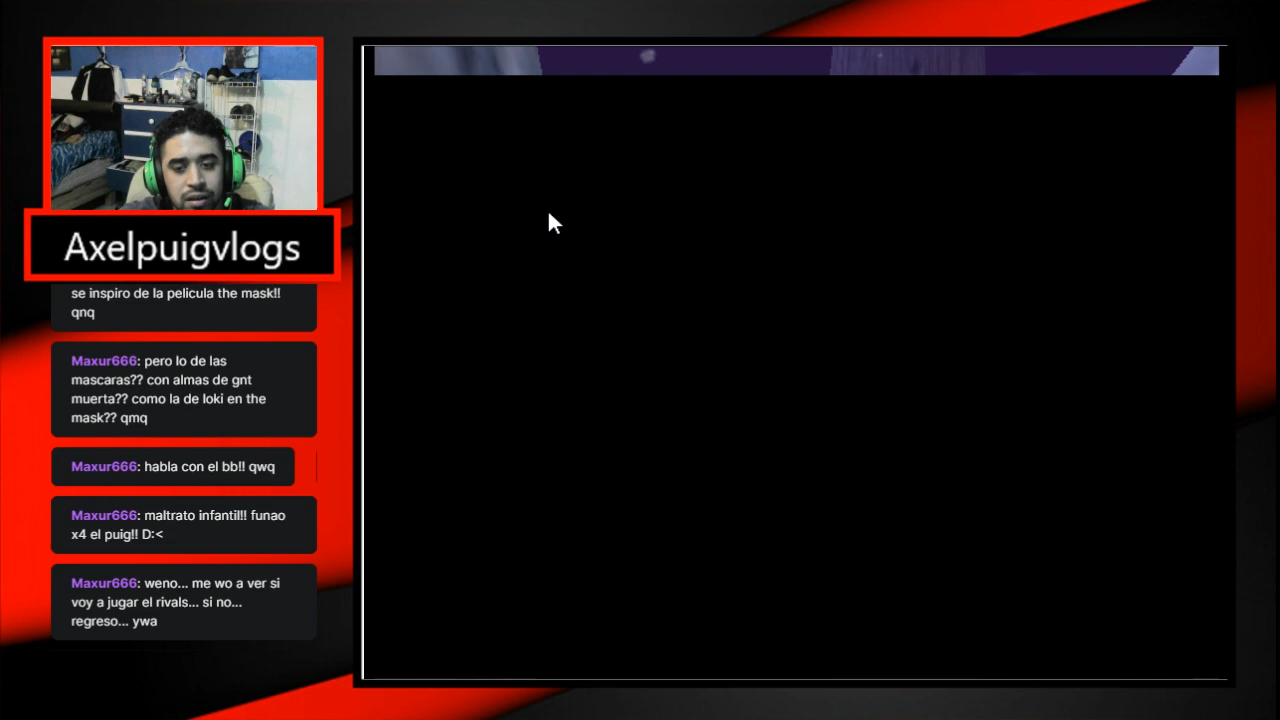 Axelpuigvlogs
se inspiro de la pelicula the mask!!
qnq
Maxur666: pero lo de las
mascaras?? con almas de gnt
muerta?? como la de loki en the
mask?? qmq
Maxur666: habla con el bb!! qwq
Maxur666: maltrato infantil!! funao
x4 el puig!! D:<
Maxur666: weno... me wo a ver si
voy a jugar el rivals... si no...
regreso... ywa